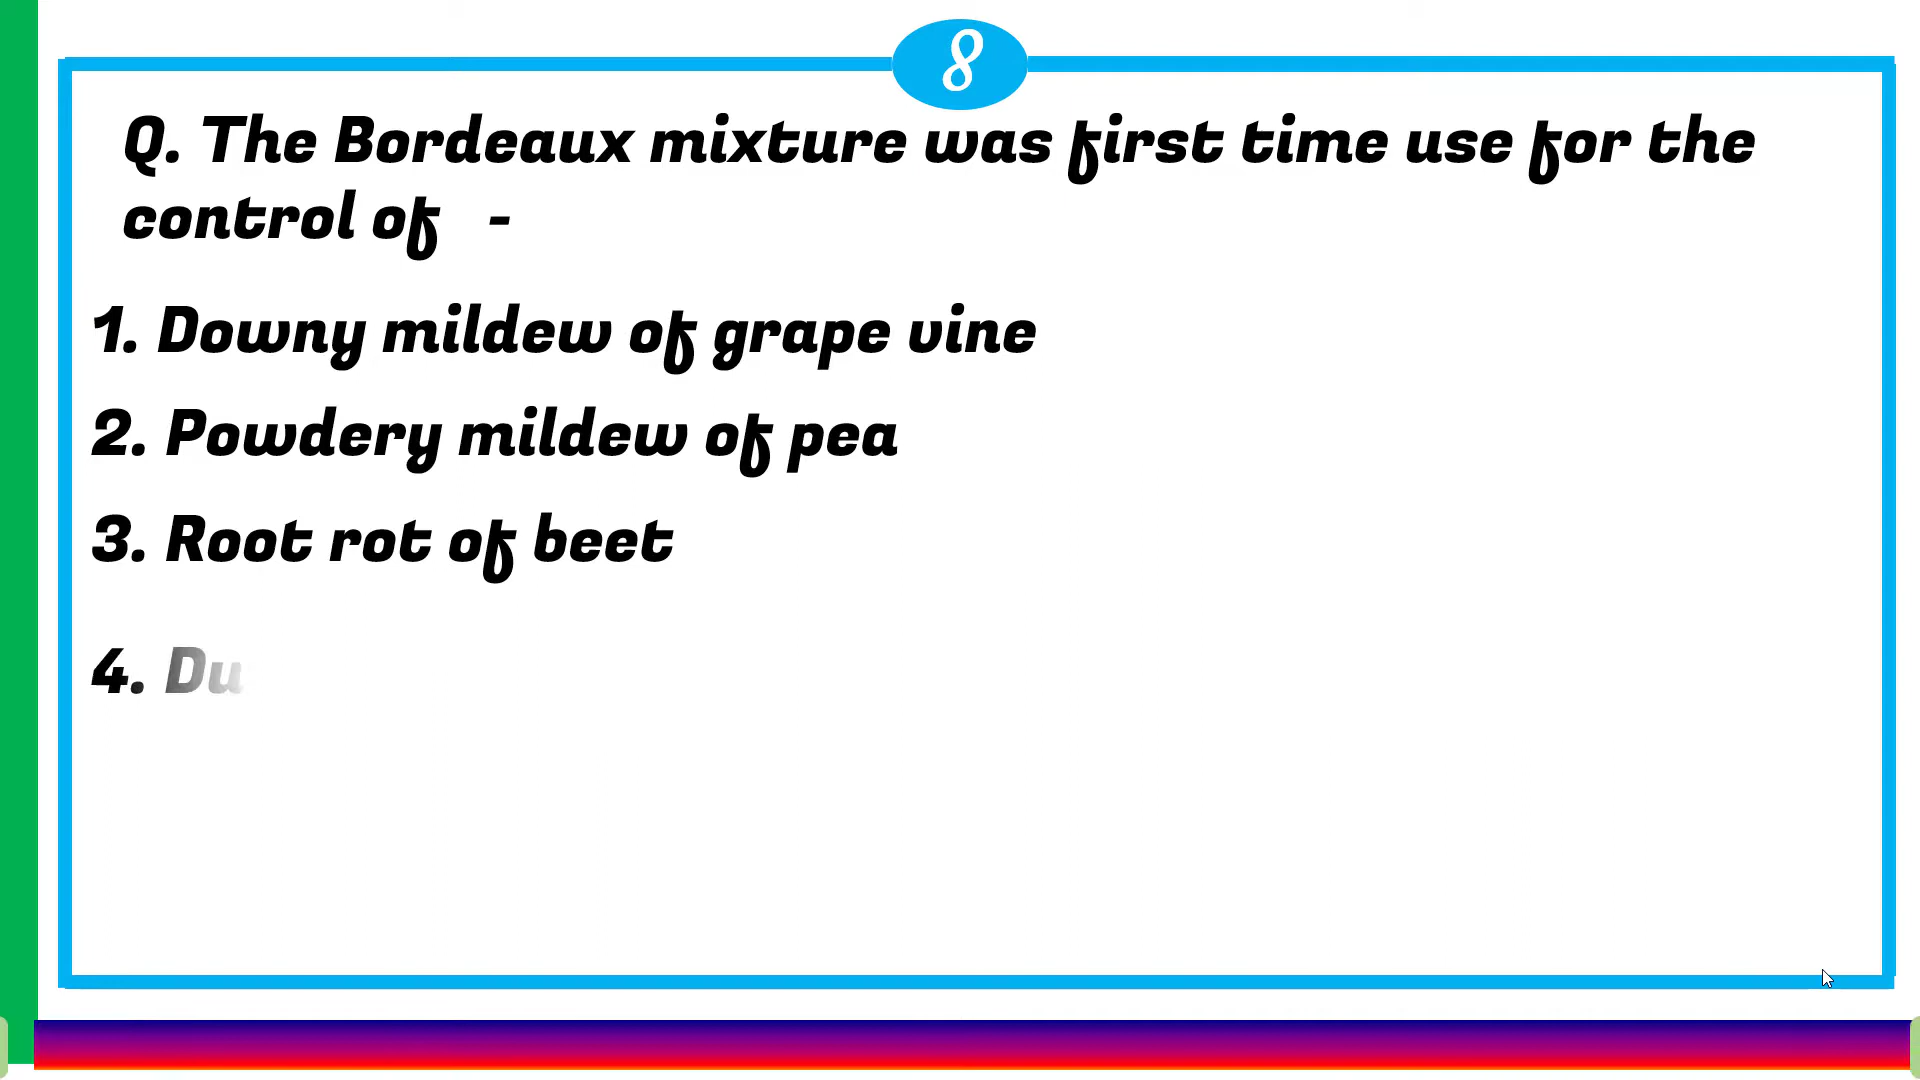 8
Q. The Bordeaux mixture was first time use for the
control of -
1. Downy mildew of grape vine
2. Powdery mildew of pea
3. Root rot of beet
4. Du